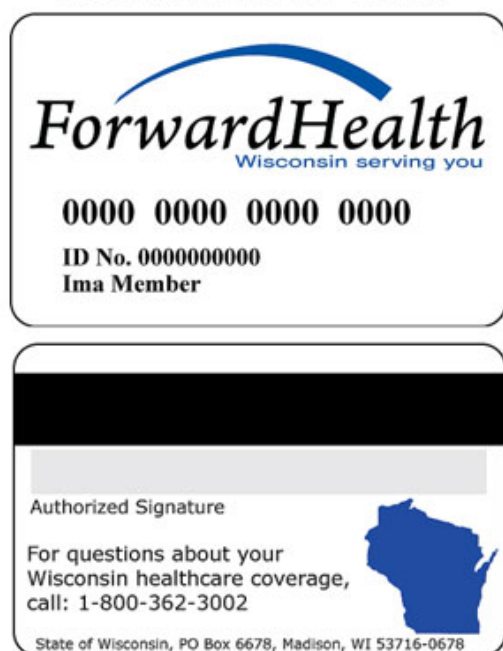 ForwardHealth
Wisconsin serving you
0000 0000 0000 0000
ID No. 0000000000
Ima Member
Authorized Signature
For questions about your
Wisconsin healthcare coverage,
call: 1-800-362-3002
State of Wisconsin, PO Box 6678, Madison, WI 53716-0678